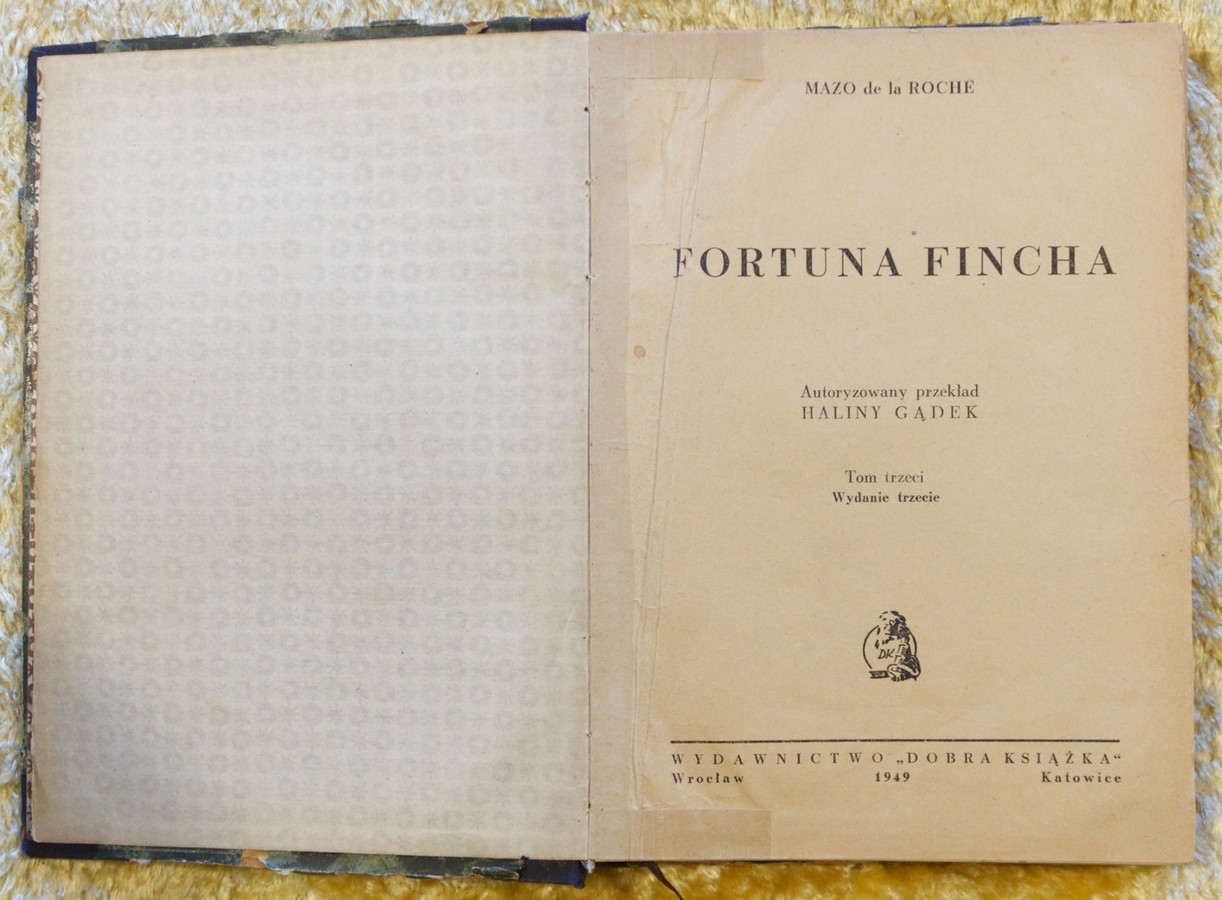 MAZO de la ROCHE
FORTUNA FINCHA
Autoryzowany przekład
HALINY GĄDEK
Tom trzeci
Wydanie trzecie
DK
WYDAWNICTWO „DOBRA KSIĄŻKA“
Wrocław 1949 Katowice